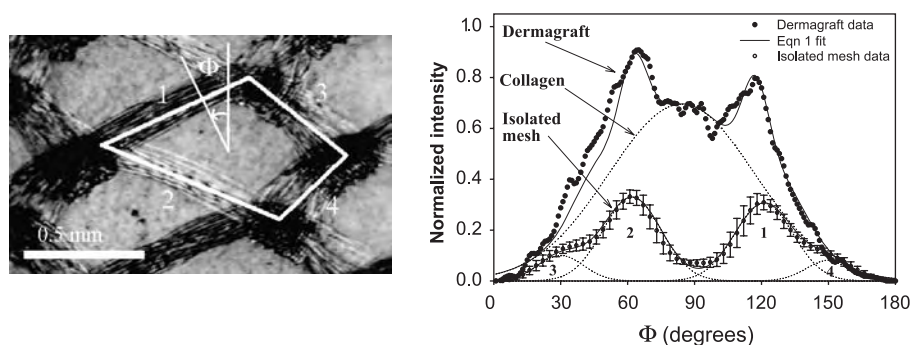 Φ
1
3
2
4
0.5 mm
Normalized intensity
1.0
0.8
0.6
0.4
0.2
0.0
Dermagraft data
Eqn 1 fit
Isolated mesh data
Dermagraft
Collagen
Isolated
mesh
3
2
1
4
0 30 60 90 120 150 180
Φ (degrees)